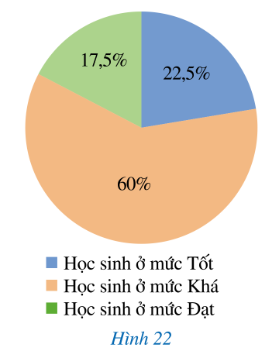 17,5%
22,5%
60%
Học sinh ở mức Tốt
Học sinh ở mức Khá
Học sinh ở mức Đạt
Hình 22